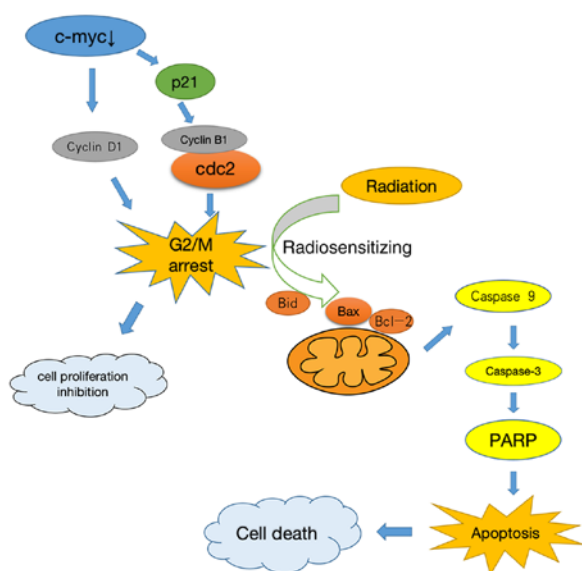 c-myc↓
p21
Cyclin D1
Cyclin B1
cdc2
Radiation
G2/M
arrest
Radiosensitizing
Bid
Bax
Bcl-2
Caspase 9
cell proliferation
inhibition
Caspase-3
PARP
Cell death
Apoptosis